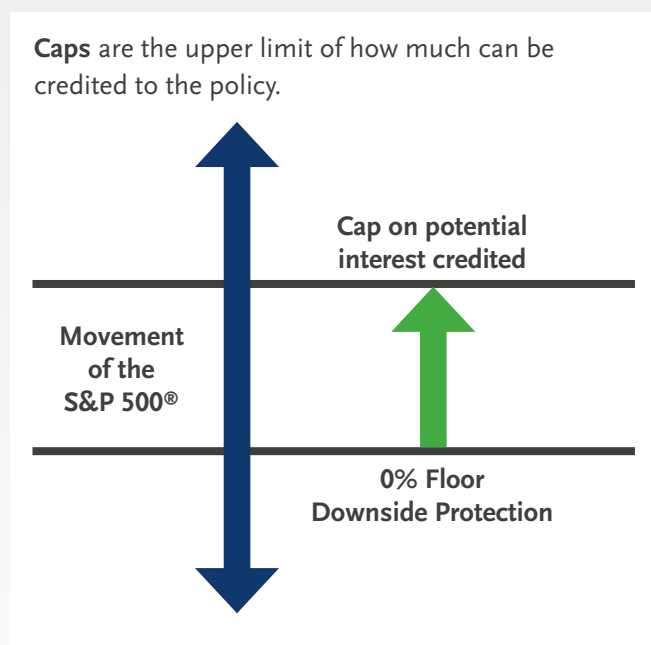 Caps are the upper limit of how much can be
credited to the policy.
Cap on potential
interest credited
Movement
of the
S&P 500®
0% Floor
Downside Protection